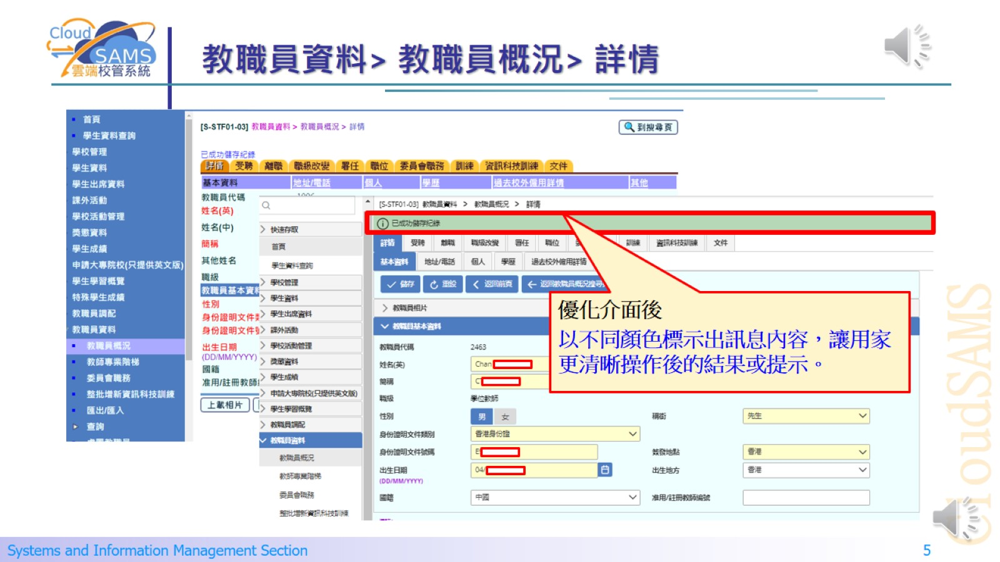 Cloud
SAMS
雲端校管系統
教職員資料> 教職員概況> 詳情
首頁
學生資料查詢
學校管理
學生資料
學生出席資料
課外活動
學校活動管理
獎懲資料
學生成績
申請大專院校(只提供英文版)
學生學習概覽
特殊學生成績
教職員調配
教職員資料
教職員概況
教師專業階梯
委員會職務
整批增新資訊科技訓練
匯出/匯入
查詢
[S-STF01-03] 教職員資料 > 教職員概況 > 詳情
到搜尋頁
已成功儲存紀錄
詳情 受聘 離職 職級改變 署任 職位 委員會職務 訓練 資訊科技訓練 文件
基本資料 地址/電話 個人 學歷 過去校外僱用詳情 其他
教職員代碼
姓名(英)
姓名(中)
簡稱
其他姓名
職級
教職員基本資料
性別
身份證明文件
身份證明文件
出生日期
(DD/MM/YYYY)
國籍
准用/註冊教師
上載相片
快速存取
首頁
學生資料查詢
學校管理
學生資料
學生出席資料
課外活動
學校活動管理
獎懲資料
學生成績
申請大專院校(只提供英文版)
學生學習概覽
教職員調配
教職員資料
教職員概況
教師專業階梯
委員會職務
整批增新資訊科技訓練
[S-STF01-03] 教職員資料 > 教職員概況 > 詳情
已成功儲存紀錄
詳情 受聘 離職 職級改變 署任 職位 訓練 資訊科技訓練 文件
基本資料 地址/電話 個人 學歷 過去校外僱用詳情
儲存 重設 返回前頁 返回教職員概況搜尋
教職員相片
教職員基本資料
教職員代碼 2463
姓名(英) Chan
簡稱 C
職級 學位教師
性別 男 女 稱銜 先生
身份證明文件類別 香港身份證
身份證明文件號碼 E 簽發地點 香港
出生日期 04/ 出生地方 香港
(DD/MM/YYYY)
國籍 中國 准用/註冊教師編號
優化介面後
以不同顏色標示出訊息內容，讓用家
更清晰操作後的結果或提示。
CloudSAMS
Systems and Information Management Section
5